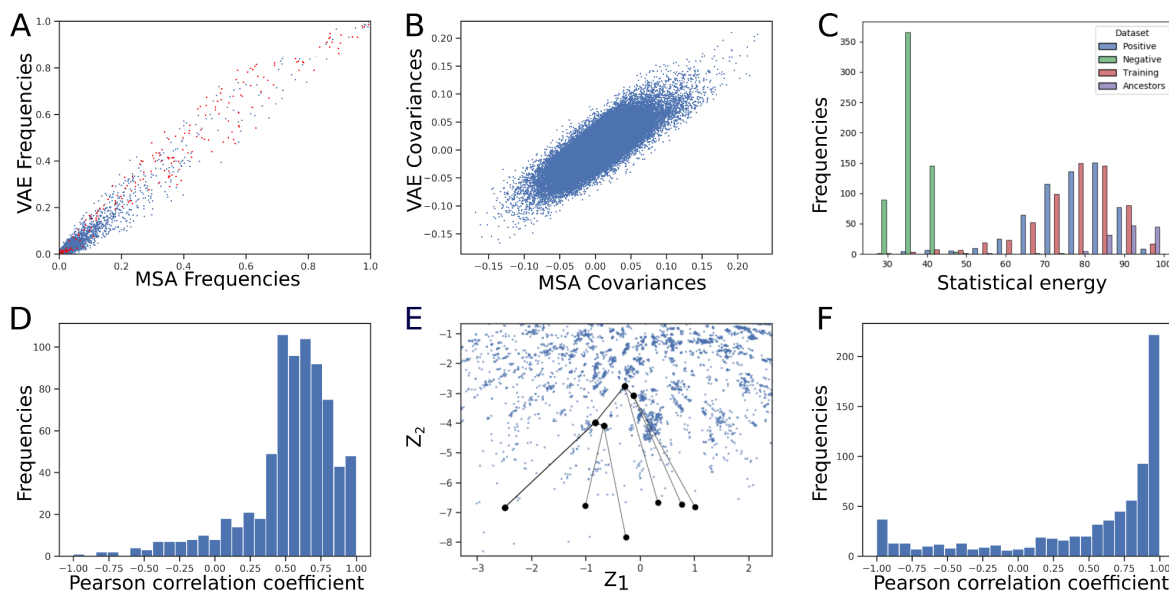 A
VAE Frequencies
1.0
0.8
0.6
0.4
0.2
0.0
0.0 0.2 0.4 0.6 0.8 1.0
MSA Frequencies
B
VAE Covariances
0.20
0.15
0.10
0.05
0.00
−0.05
−0.10
−0.15
−0.15 −0.10 −0.05 0.00 0.05 0.10 0.15 0.20
MSA Covariances
C
Frequencies
350
300
250
200
150
100
50
0
30 40 50 60 70 80 90 100
Statistical energy
Dataset
Positive
Negative
Training
Ancestors
D
Frequencies
100
80
60
40
20
0
−1.00 −0.75 −0.50 −0.25 0.00 0.25 0.50 0.75 1.00
Pearson correlation coefficient
E
Z2
−1
−2
−3
−4
−5
−6
−7
−8
−3 −2 −1 0 1 2
Z1
F
Frequencies
200
150
100
50
0
−1.00 −0.75 −0.50 −0.25 0.00 0.25 0.50 0.75 1.00
Pearson correlation coefficient